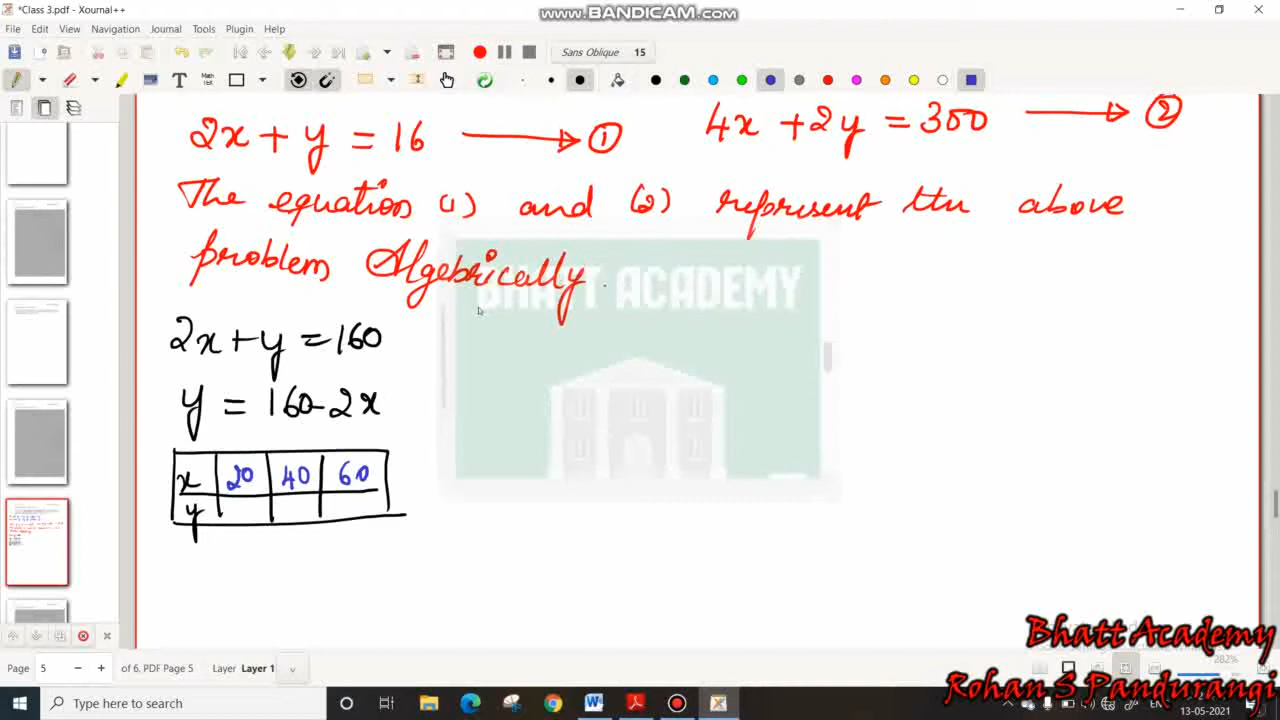 *Class 3.pdf - Xournal++
WWW.BANDICAM.COM
File Edit View Navigation Journal Tools Plugin Help
Sans Oblique 15
2x + y = 16 → ① 4x + 2y = 300 → ②
The equation (1) and (2) represent the above
problem Algebrically.
BHATT ACADEMY
2x + y = 160
y = 160 - 2x
x 20 40 60
y
Bhatt Academy
282%
Page 5 of 6. PDF Page 5 Layer Layer 1
Rohan S Pandurangi
Type here to search
ENG
13-05-2021